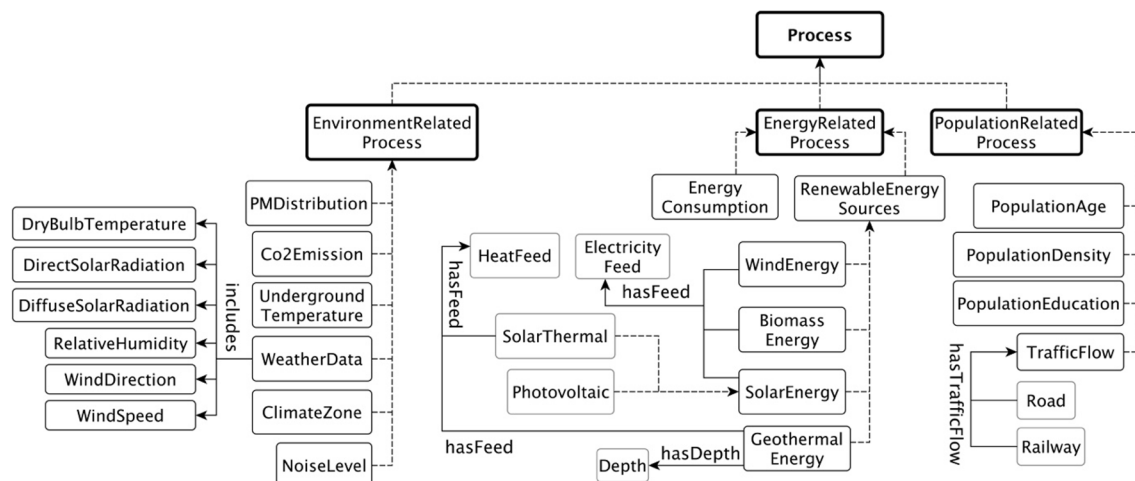 Process
EnvironmentRelated
Process
EnergyRelated
Process
PopulationRelated
Process
PMDistribution
Co2Emission
Underground
Temperature
WeatherData
ClimateZone
NoiseLevel
DryBulbTemperature
DirectSolarRadiation
DiffuseSolarRadiation
RelativeHumidity
WindDirection
WindSpeed
includes
Energy
Consumption
RenewableEnergy
Sources
HeatFeed
hasFeed
Electricity
Feed
hasFeed
WindEnergy
Biomass
Energy
SolarThermal
Photovoltaic
SolarEnergy
hasFeed
Geothermal
Energy
hasDepth
Depth
PopulationAge
PopulationDensity
PopulationEducation
TrafficFlow
hasTrafficFlow
Road
Railway